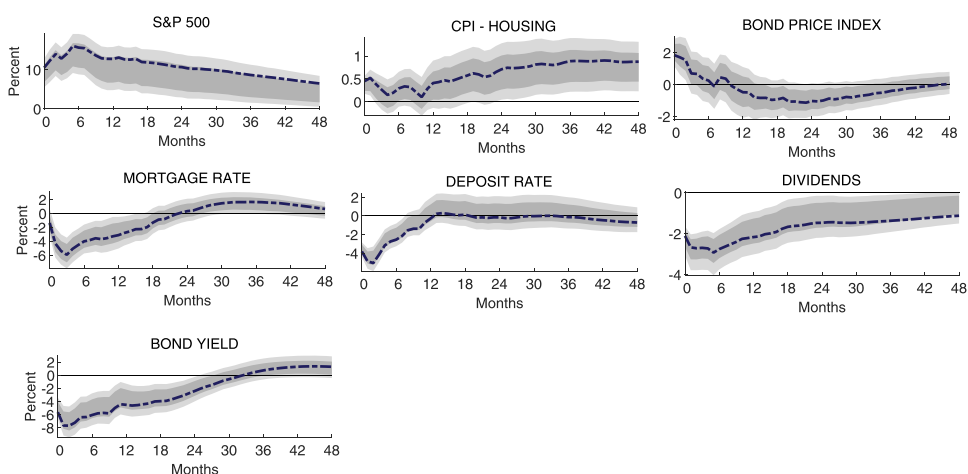 S&P 500
CPI - HOUSING
BOND PRICE INDEX
Percent
10
0
0 6 12 18 24 30 36 42 48
Months
1
0.5
0
0 6 12 18 24 30 36 42 48
Months
2
0
-2
0 6 12 18 24 30 36 42 48
Months
MORTGAGE RATE
DEPOSIT RATE
DIVIDENDS
Percent
2
0
-2
-4
-6
0 6 12 18 24 30 36 42 48
Months
2
0
-2
-4
0 6 12 18 24 30 36 42 48
Months
0
-2
-4
0 6 12 18 24 30 36 42 48
Months
BOND YIELD
Percent
2
0
-2
-4
-6
-8
0 6 12 18 24 30 36 42 48
Months